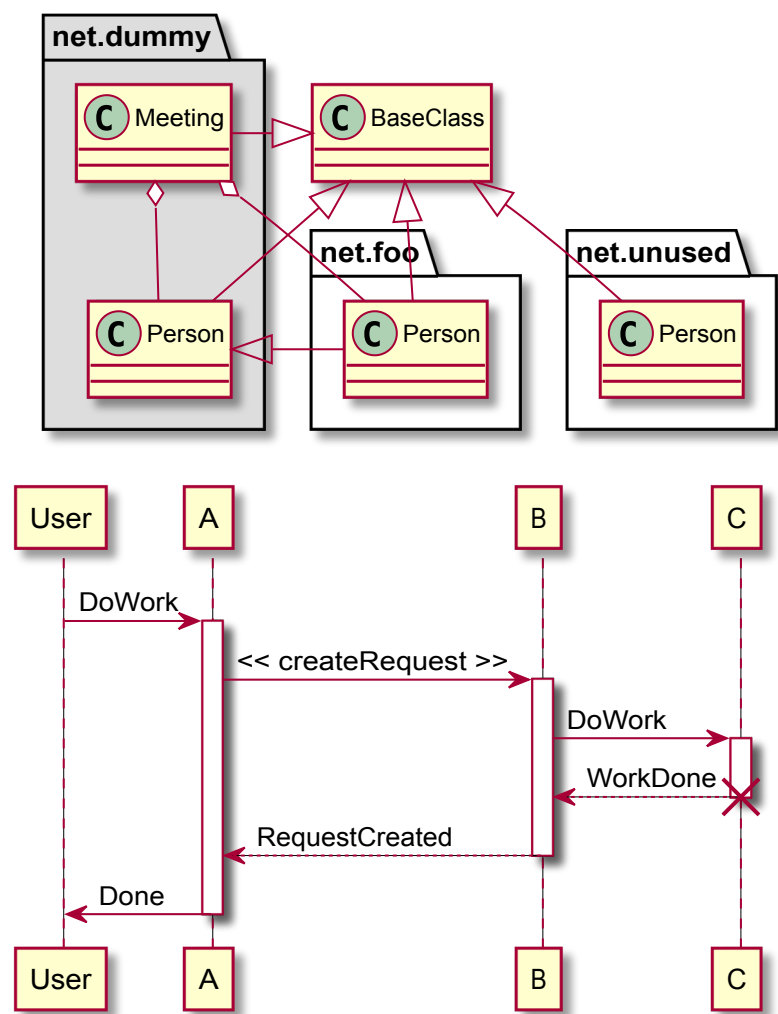 net.dummy
C Meeting
C BaseClass
net.foo
net.unused
C Person
C Person
C Person
User
A
B
C
DoWork
<< createRequest >>
DoWork
WorkDone
RequestCreated
Done
User
A
B
C